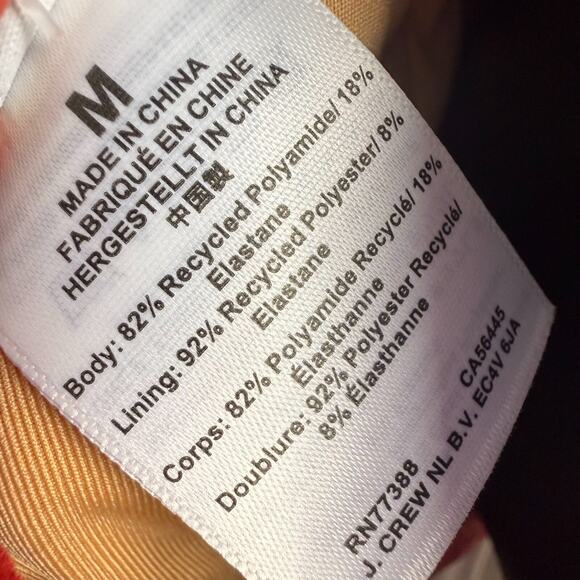 M
MADE IN CHINA
FABRIQUÉ EN CHINE
HERGESTELLT IN CHINA
中国製
Body: 82% Recycled Polyamide/ 18%
Elastane
Lining: 92% Recycled Polyester/ 8%
Elastane
Corps: 82% Polyamide Recyclé/ 18%
Élasthanne
Doublure: 92% Polyester Recyclé/
8% Élasthanne
CA56445
RN77388
J. CREW NL B.V. EC4V 6JA